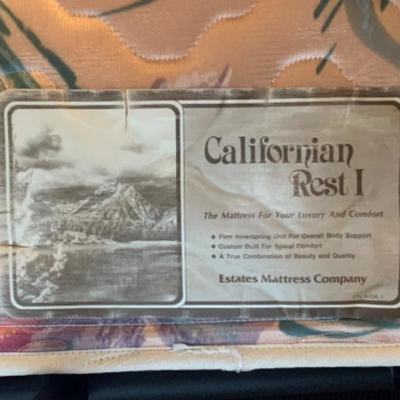 Californian
Rest I
The Mattress For Your Luxury And Comfort
• Firm Innerspring Unit For Overall Body Support
• Custom Built For Spinal Comfort
• A True Combination of Beauty and Quality
Estates Mattress Company